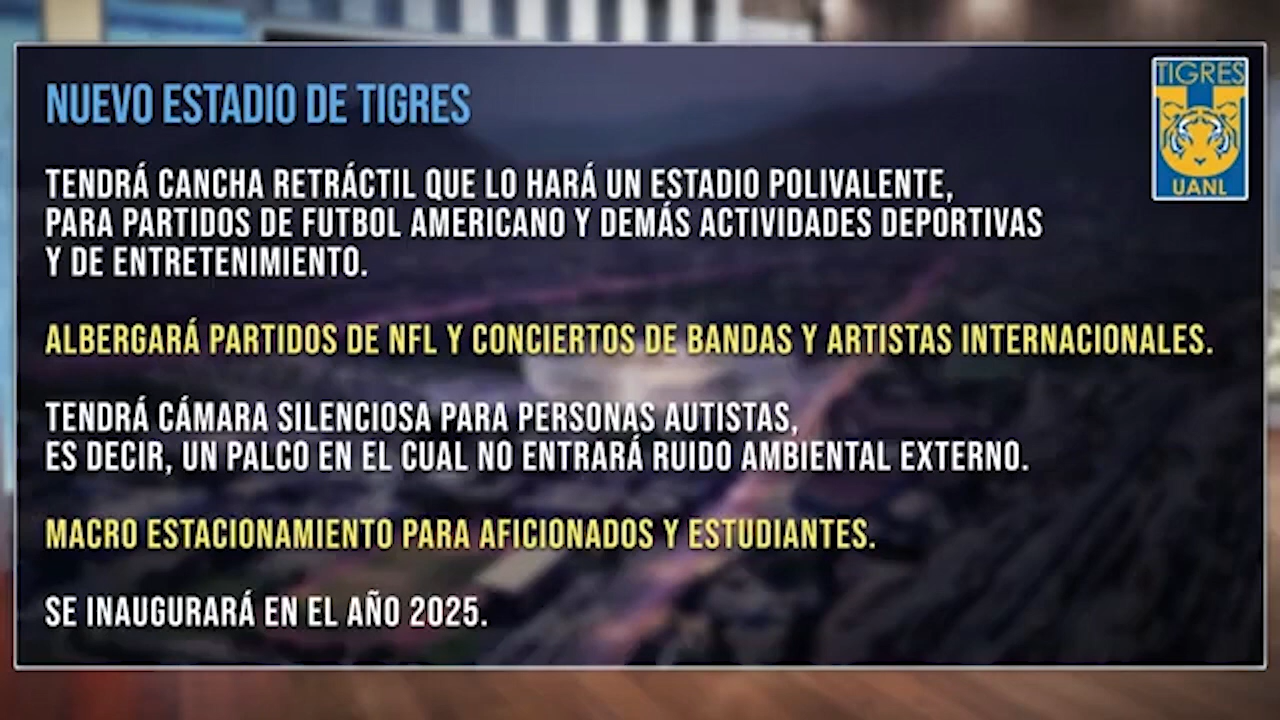 NUEVO ESTADIO DE TIGRES
TIGRES
UANL
TENDRÁ CANCHA RETRÁCTIL QUE LO HARÁ UN ESTADIO POLIVALENTE,
PARA PARTIDOS DE FUTBOL AMERICANO Y DEMÁS ACTIVIDADES DEPORTIVAS
Y DE ENTRETENIMIENTO.
ALBERGARÁ PARTIDOS DE NFL Y CONCIERTOS DE BANDAS Y ARTISTAS INTERNACIONALES.
TENDRÁ CÁMARA SILENCIOSA PARA PERSONAS AUTISTAS,
ES DECIR, UN PALCO EN EL CUAL NO ENTRARÁ RUIDO AMBIENTAL EXTERNO.
MACRO ESTACIONAMIENTO PARA AFICIONADOS Y ESTUDIANTES.
SE INAUGURARÁ EN EL AÑO 2025.